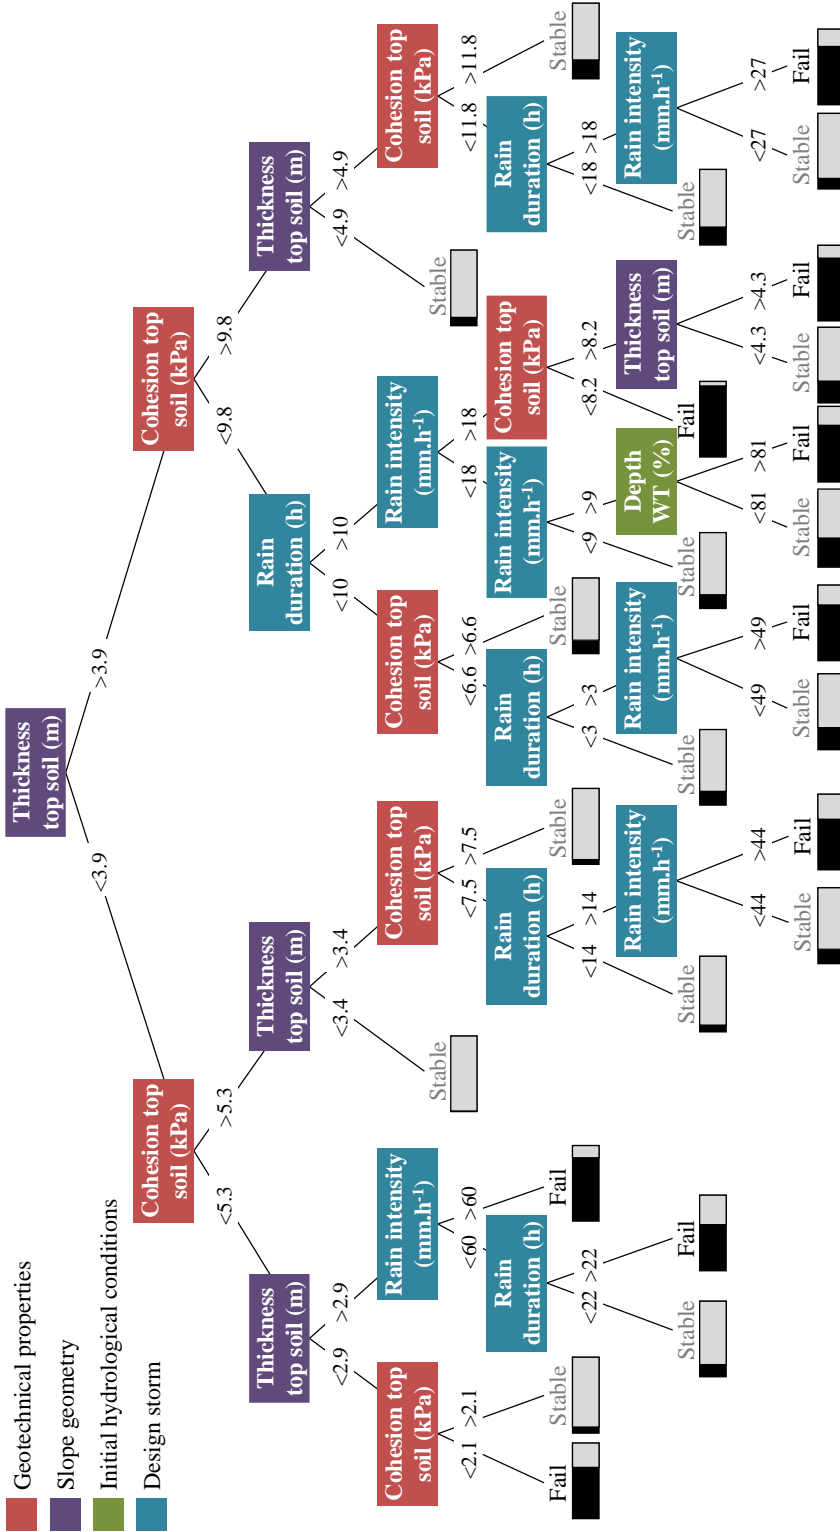 Geotechnical properties
Slope geometry
Initial hydrological conditions
Design storm
Thickness
top soil (m)
<3.9
>3.9
Cohesion top
soil (kPa)
<5.3
>5.3
Cohesion top
soil (kPa)
<9.8
>9.8
Thickness
top soil (m)
<2.9
>2.9
Thickness
top soil (m)
<3.4
>3.4
Rain
duration (h)
<10
>10
Thickness
top soil (m)
<4.9
>4.9
Cohesion top
soil (kPa)
<2.1
>2.1
Rain intensity
(mm.h-1)
<60
>60
Stable
Cohesion top
soil (kPa)
<7.5
>7.5
Cohesion top
soil (kPa)
<6.6
>6.6
Rain intensity
(mm.h-1)
<18
>18
Stable
Cohesion top
soil (kPa)
<11.8
>11.8
Fail
Stable
Rain
duration (h)
<22
>22
Fail
Rain
duration (h)
<14
>14
Stable
Rain
duration (h)
<3
>3
Stable
Rain intensity
(mm.h-1)
<9
>9
Cohesion top
soil (kPa)
<8.2
>8.2
Rain
duration (h)
<18
>18
Stable
Stable
Fail
Stable
Rain intensity
(mm.h-1)
<44
>44
Stable
Rain intensity
(mm.h-1)
<49
>49
Stable
Depth
WT (%)
<81
>81
Fail
Thickness
top soil (m)
<4.3
>4.3
Stable
Rain intensity
(mm.h-1)
<27
>27
Stable
Fail
Stable
Fail
Stable
Fail
Stable
Fail
Stable
Fail